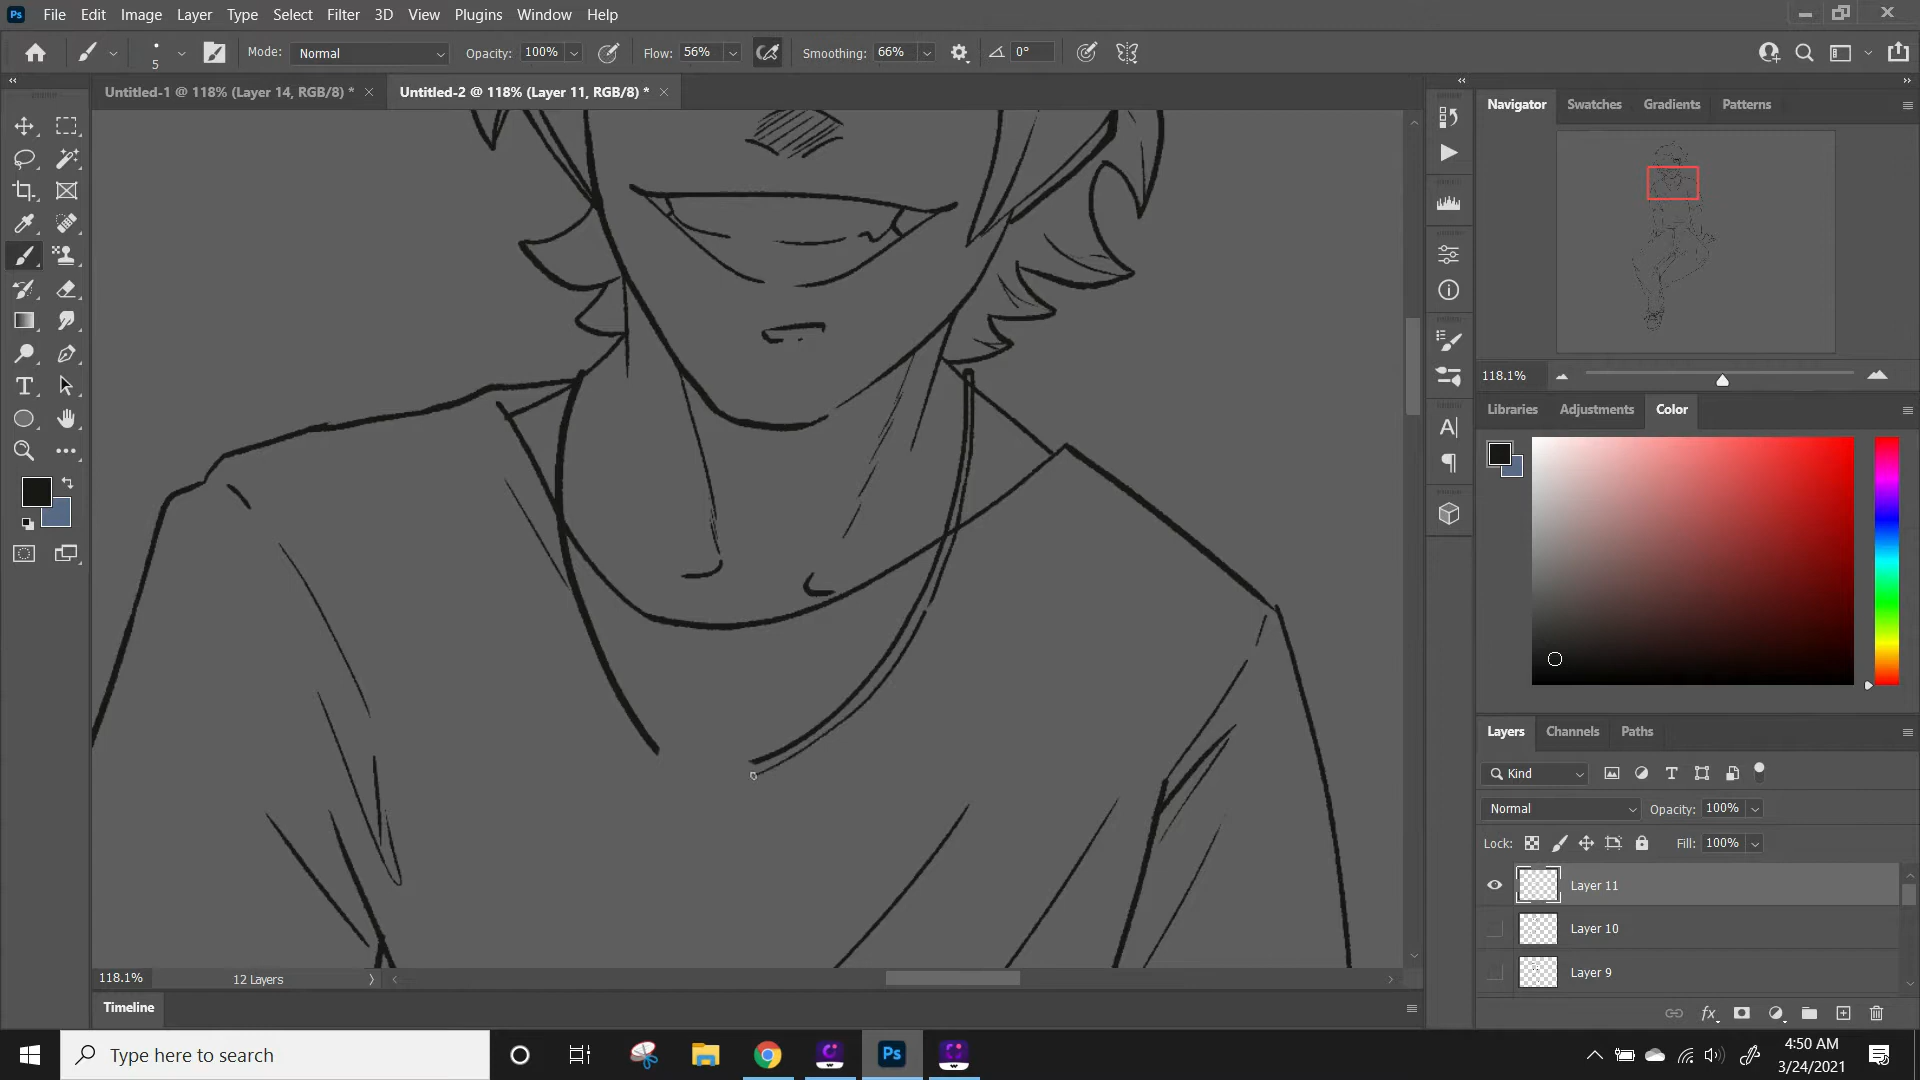 Ps File Edit Image Layer Type Select Filter 3D View Plugins Window Help
5 Mode: Normal Opacity: 100% Flow: 56% Smoothing: 66% 0°
Untitled-1 @ 118% (Layer 14, RGB/8) * Untitled-2 @ 118% (Layer 11, RGB/8) *
Navigator Swatches Gradients Patterns
118.1%
Libraries Adjustments Color
Layers Channels Paths
Kind
Normal Opacity: 100%
Lock: Fill: 100%
Layer 11
Layer 10
Layer 9
118.1% 12 Layers
Timeline
Type here to search
Ps
4:50 AM
3/24/2021